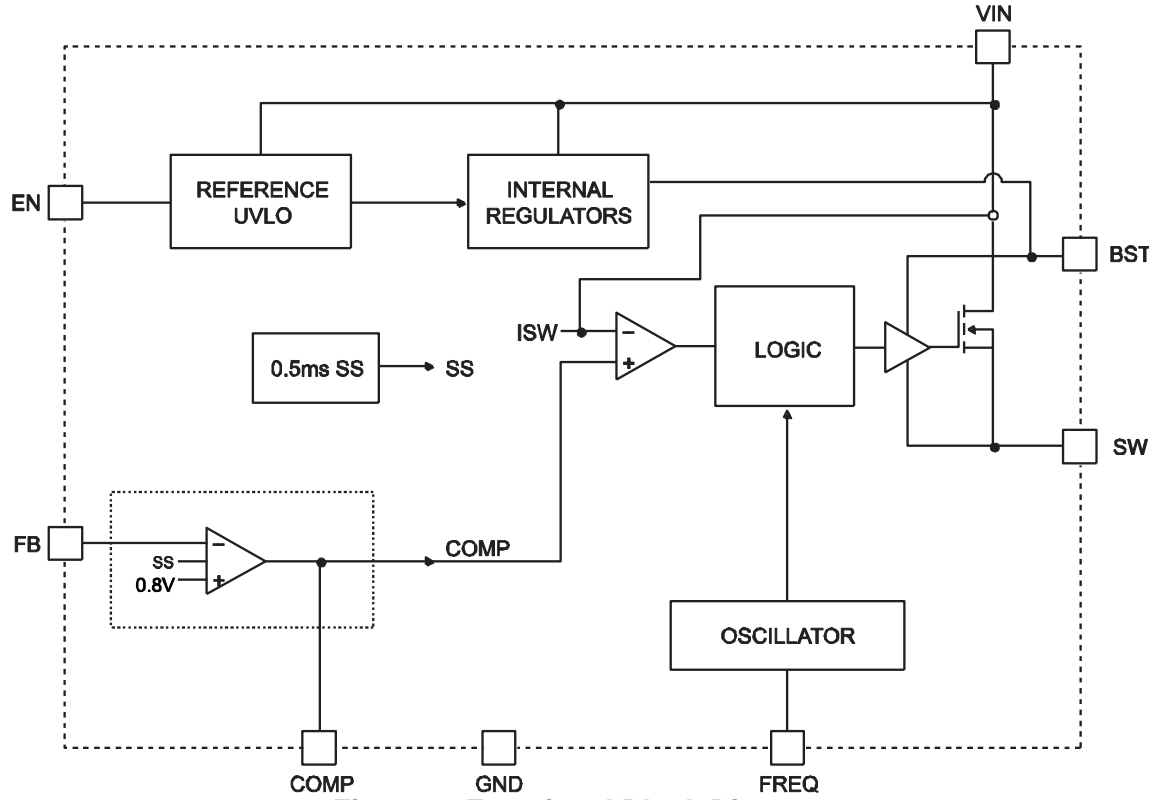 VIN
EN
REFERENCE
UVLO
INTERNAL
REGULATORS
BST
ISW
−
+
LOGIC
0.5ms SS
SS
SW
FB
−
SS
0.8V
+
COMP
OSCILLATOR
COMP
GND
FREQ